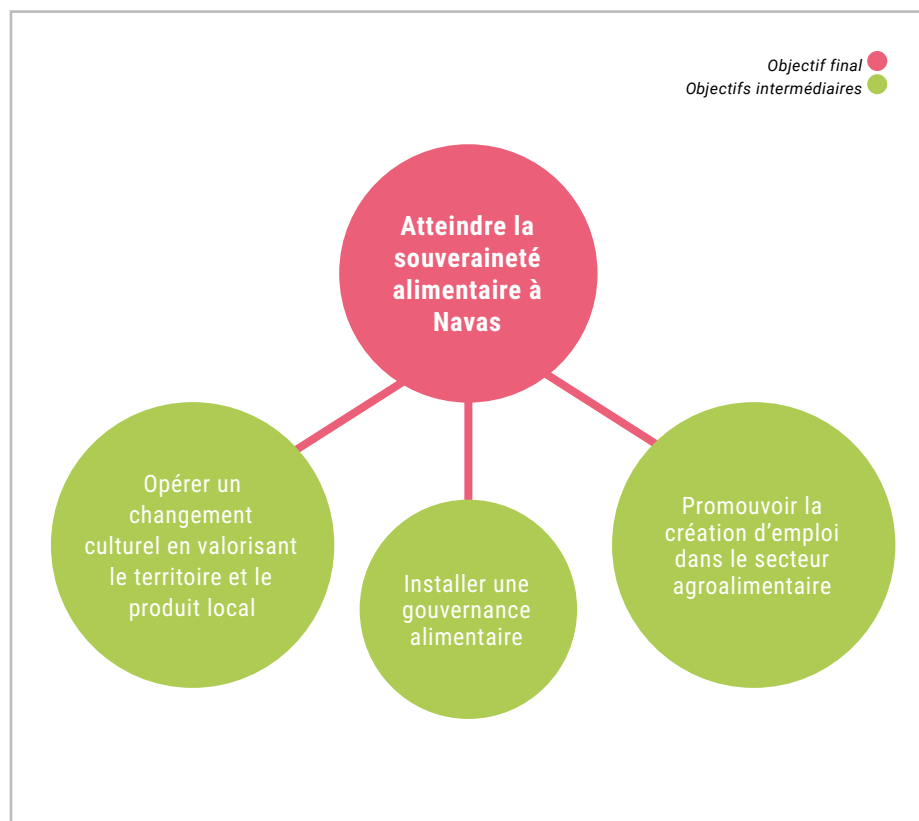 Objectif final
Objectifs intermédiaires
Atteindre la
souveraineté
alimentaire à
Navas
Opérer un
changement
culturel en valorisant
le territoire et le
produit local
Installer une
gouvernance
alimentaire
Promouvoir la
création d’emploi
dans le secteur
agroalimentaire